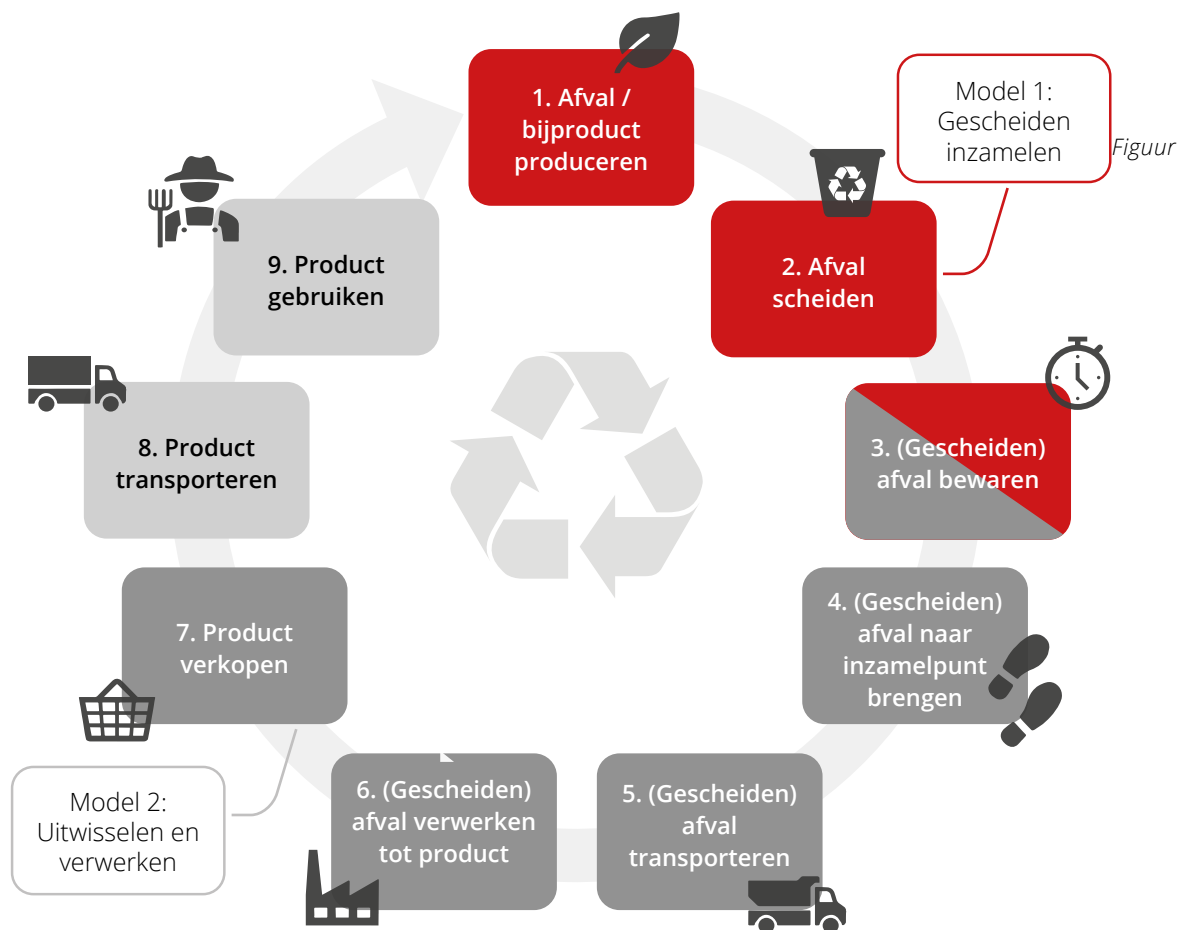 1. Afval /
bijproduct
produceren
Model 1:
Gescheiden
inzamelen
Figuur
2. Afval
scheiden
3. (Gescheiden)
afval bewaren
4. (Gescheiden)
afval naar
inzamelpunt
brengen
5. (Gescheiden)
afval
transporteren
6. (Gescheiden)
afval verwerken
tot product
7. Product
verkopen
Model 2:
Uitwisselen en
verwerken
8. Product
transporteren
9. Product
gebruiken